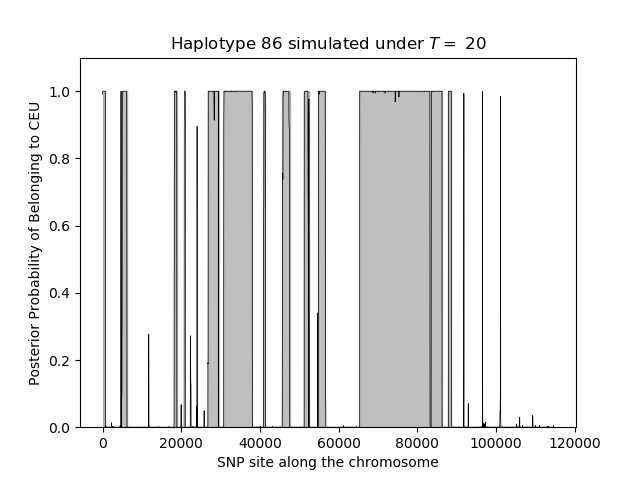 Haplotype 86 simulated under T = 20
Posterior Probability of Belonging to CEU
1.0
0.8
0.6
0.4
0.2
0.0
0 20000 40000 60000 80000 100000 120000
SNP site along the chromosome